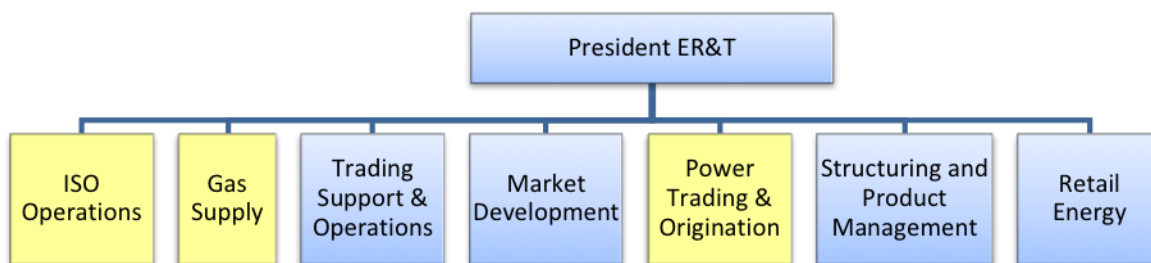 President ER&T
ISO
Operations
Gas
Supply
Trading
Support &
Operations
Market
Development
Power
Trading &
Origination
Structuring and
Product
Management
Retail
Energy